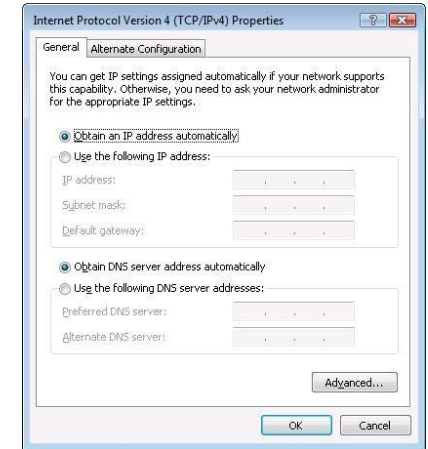 Internet Protocol Version 4 (TCP/IPv4) Properties
General
Alternate Configuration
You can get IP settings assigned automatically if your network supports
this capability. Otherwise, you need to ask your network administrator
for the appropriate IP settings.
Obtain an IP address automatically
Use the following IP address:
IP address:
Subnet mask:
Default gateway:
Obtain DNS server address automatically
Use the following DNS server addresses:
Preferred DNS server:
Alternate DNS server:
Advanced...
OK
Cancel